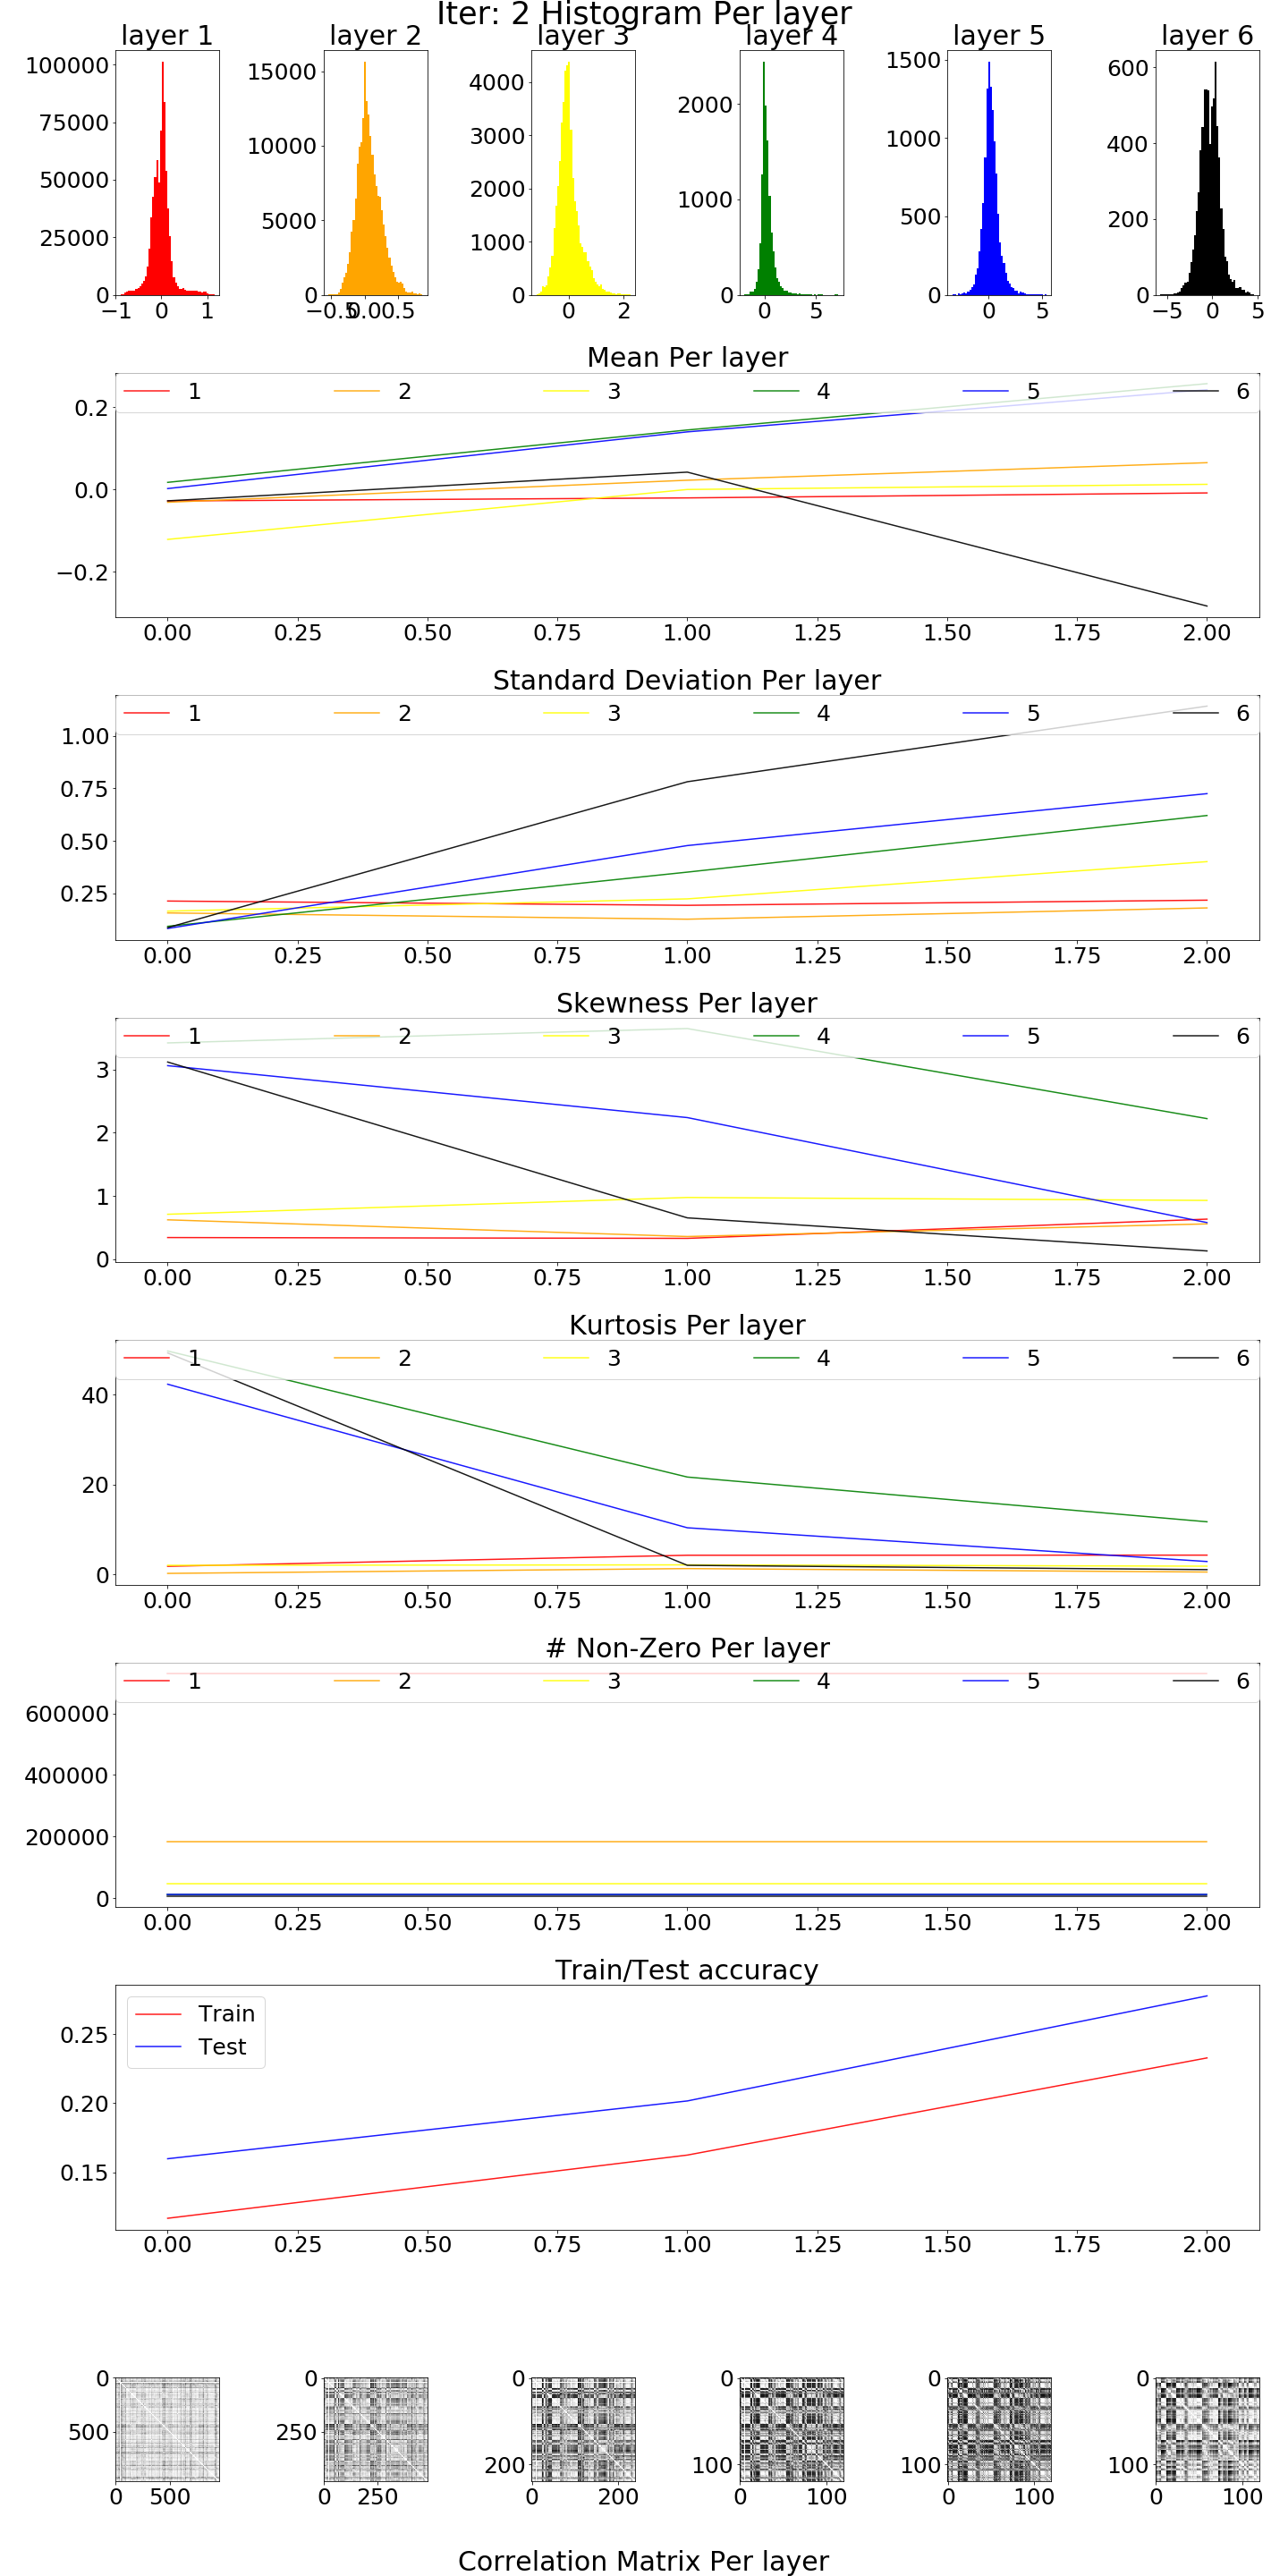 Iter: 2 Histogram Per layer
layer 1 layer 2 layer 3 layer 4 layer 5 layer 6
100000 75000 50000 25000 0
−1 0 1
15000 10000 5000 0
−0.5 0.0 0.5
4000 3000 2000 1000 0
0 2
2000 1000 0
0 5
1500 1000 500 0
0 5
600 400 200 0
−5 0 5
Mean Per layer
1 2 3 4 5 6
0.2
0.0
−0.2
0.00 0.25 0.50 0.75 1.00 1.25 1.50 1.75 2.00
Standard Deviation Per layer
1 2 3 4 5 6
1.00
0.75
0.50
0.25
0.00 0.25 0.50 0.75 1.00 1.25 1.50 1.75 2.00
Skewness Per layer
1 2 3 4 5 6
3
2
1
0
0.00 0.25 0.50 0.75 1.00 1.25 1.50 1.75 2.00
Kurtosis Per layer
1 2 3 4 5 6
40
20
0
0.00 0.25 0.50 0.75 1.00 1.25 1.50 1.75 2.00
# Non-Zero Per layer
1 2 3 4 5 6
600000
400000
200000
0
0.00 0.25 0.50 0.75 1.00 1.25 1.50 1.75 2.00
Train/Test accuracy
Train
Test
0.25
0.20
0.15
0.00 0.25 0.50 0.75 1.00 1.25 1.50 1.75 2.00
0 500
0 500
0 250
0 250
0 200
0 200
0 100
0 100
0 100
0 100
0 100
0 100
Correlation Matrix Per layer